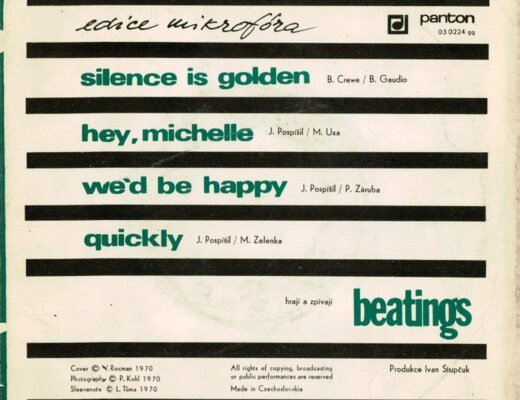 edice mikrofóra
panton
03 0224 gg
silence is golden B. Crewe / B. Gaudio
hey, michelle J. Pospíšil / M. Uxa
we'd be happy J. Pospíšil / P. Záruba
quickly J. Pospíšil / M. Zelenka
hrají a zpívají beatings
Cover © V. Rocman 1970
Photography © P. Kohl 1970
Sleevenote © L. Tůma 1970
All rights of copying, broadcasting
or public performances are reserved
Made in Czechoslovakia
Produkce Ivan Stupčuk